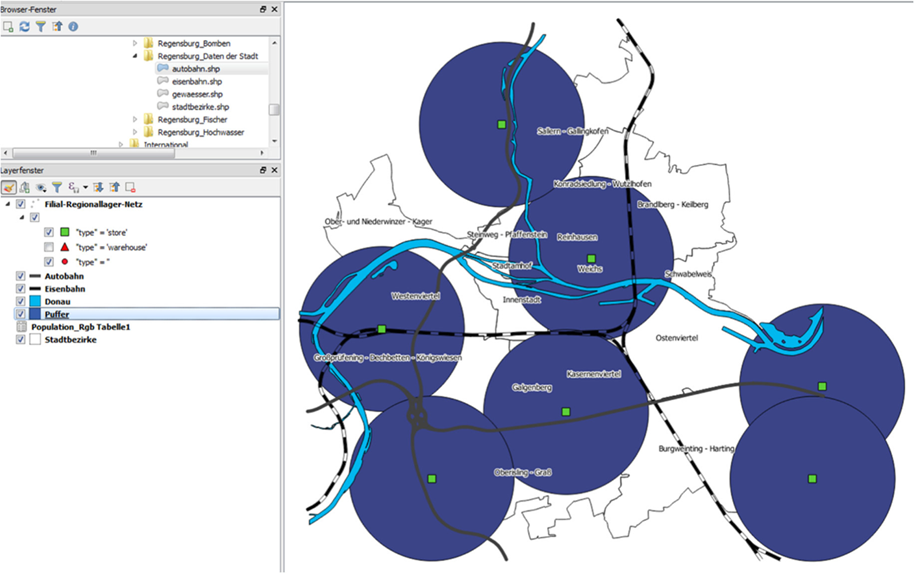 Browser-Fenster
Regensburg_Bomben
Regensburg_Daten der Stadt
autobahn.shp
eisenbahn.shp
gewaesser.shp
stadtbezirke.shp
Regensburg_Fischer
Regensburg_Hochwasser
International
Layerfenster
Filial-Regionallager-Netz
"type" = 'store'
"type" = 'warehouse'
"type" = ''
Autobahn
Eisenbahn
Donau
Puffer
Population_Rgb Tabelle1
Stadtbezirke
Sallern - Gallingkofen
Konradsiedlung - Wutzlhofen
Brandlberg - Keilberg
Ober- und Niederwinzer - Kager
Steinweg - Pfaffenstein
Reinhausen
Stadtamhof
Weichs
Schwabelweis
Westenviertel
Innenstadt
Ostenviertel
Großprüfening - Dechbetten - Königswiesen
Kasernenviertel
Galgenberg
Burgweinting - Harting
Oberisling - Graß